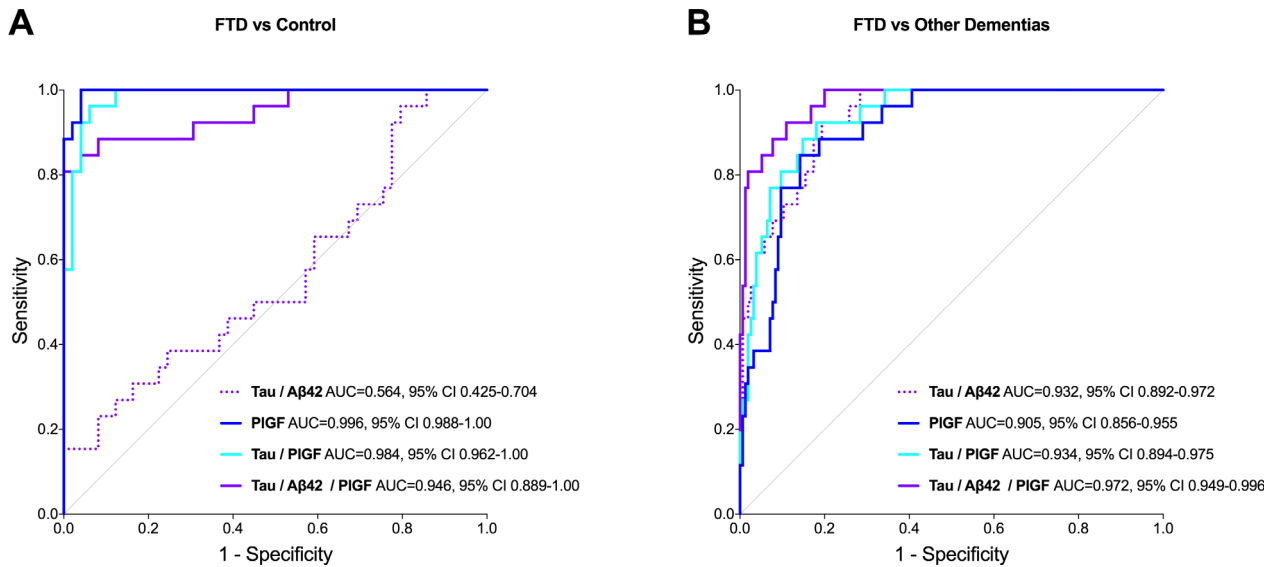 A
FTD vs Control
1.0
0.8
0.6
0.4
0.2
0.0
Sensitivity
0.0
0.2
0.4
0.6
0.8
1.0
1 - Specificity
Tau / Aβ42 AUC=0.564, 95% CI 0.425-0.704
PlGF AUC=0.996, 95% CI 0.988-1.00
Tau / PlGF AUC=0.984, 95% CI 0.962-1.00
Tau / Aβ42 / PlGF AUC=0.946, 95% CI 0.889-1.00
B
FTD vs Other Dementias
1.0
0.8
0.6
0.4
0.2
0.0
Sensitivity
0.0
0.2
0.4
0.6
0.8
1.0
1 - Specificity
Tau / Aβ42 AUC=0.932, 95% CI 0.892-0.972
PlGF AUC=0.905, 95% CI 0.856-0.955
Tau / PlGF AUC=0.934, 95% CI 0.894-0.975
Tau / Aβ42 / PlGF AUC=0.972, 95% CI 0.949-0.996